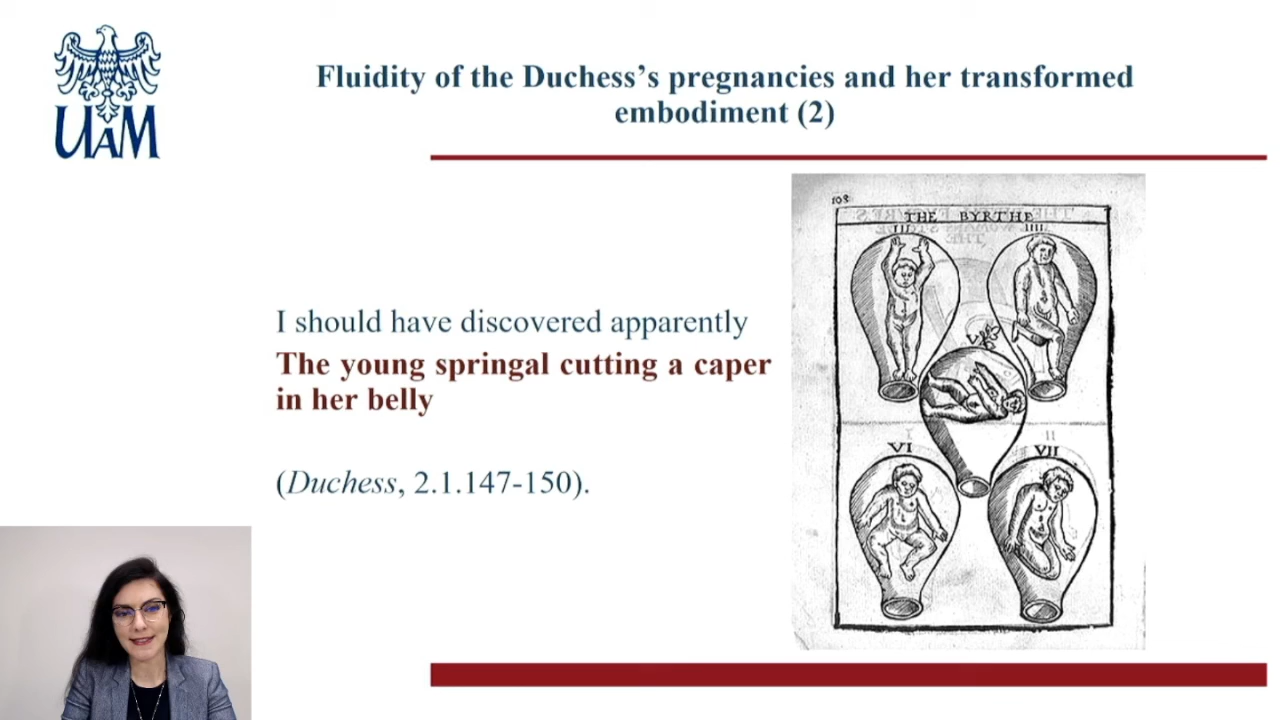 UAM
Fluidity of the Duchess’s pregnancies and her transformed
embodiment (2)
I should have discovered apparently
The young springal cutting a caper
in her belly
(Duchess, 2.1.147-150).
108
THE BYRTHE
III IIII
V
VI VII